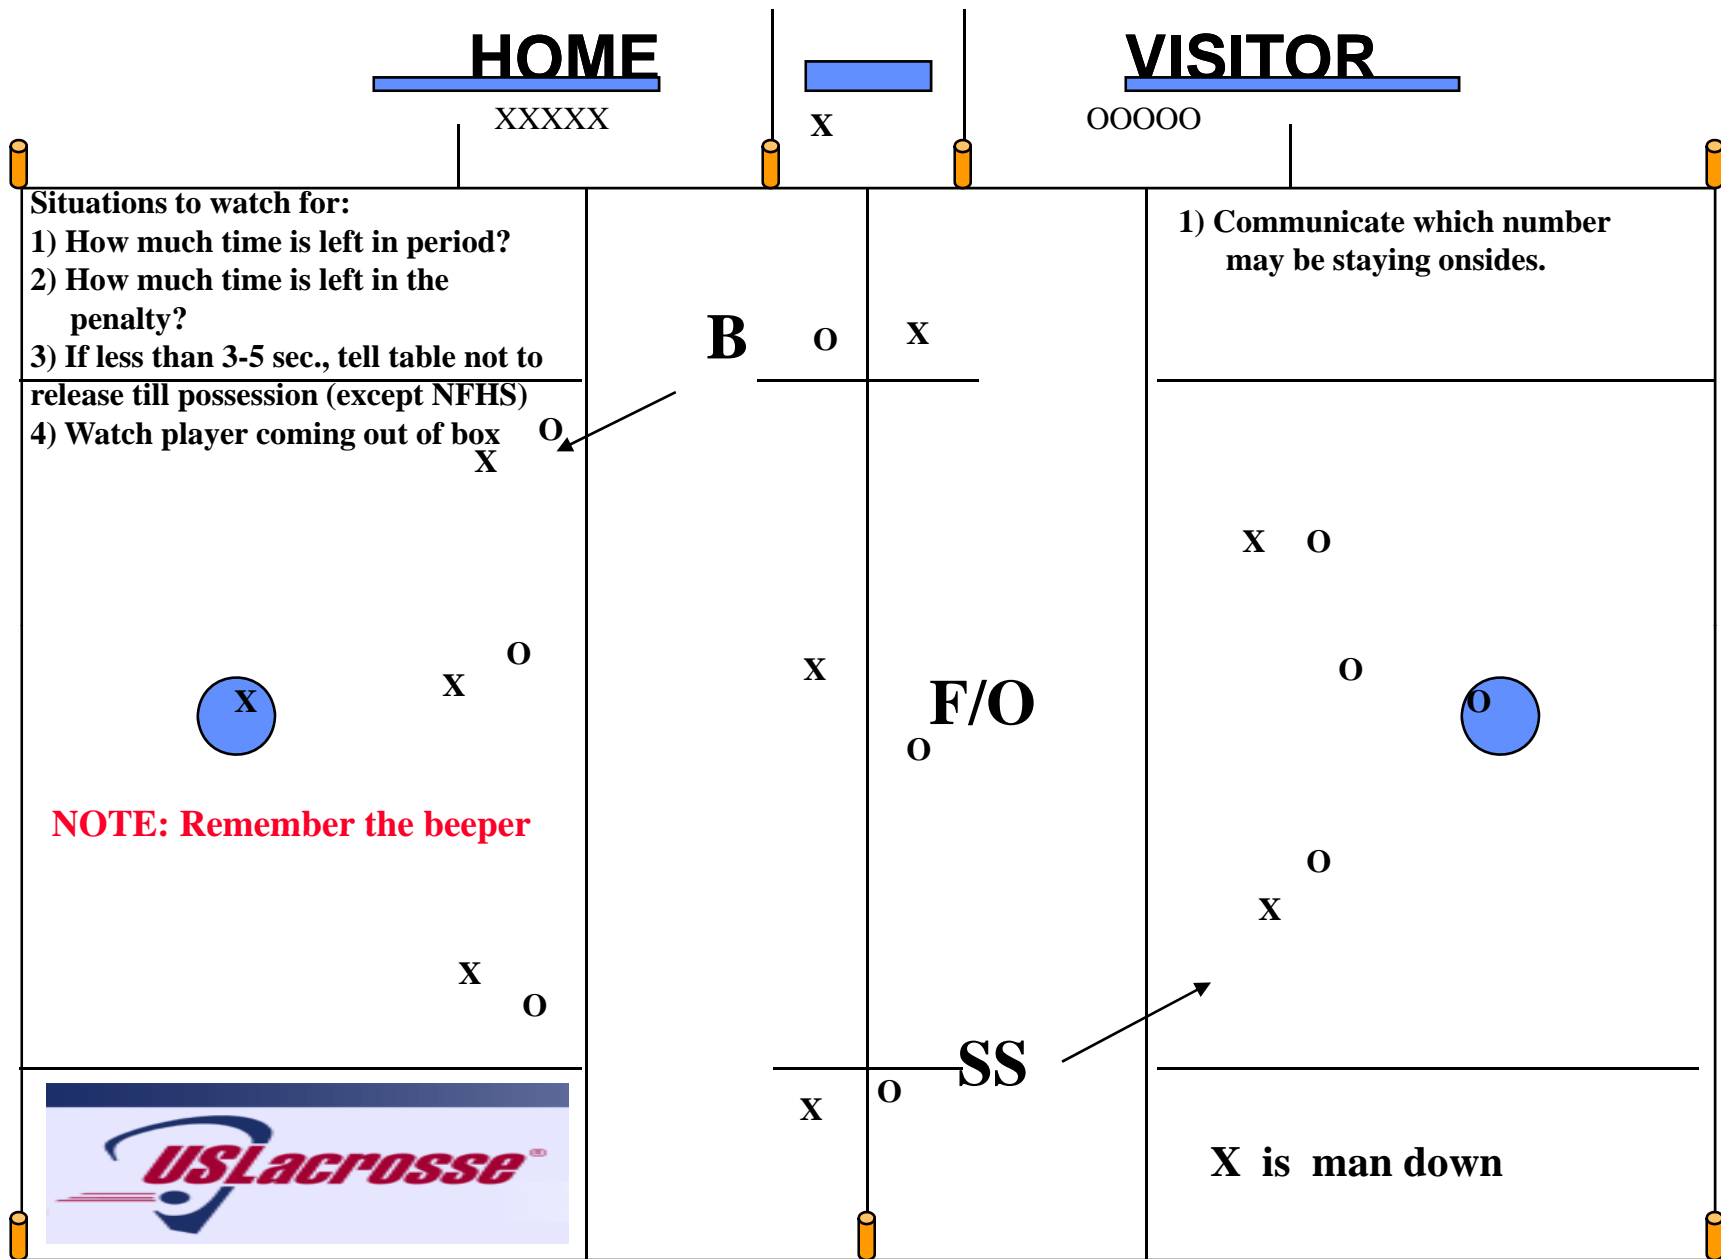 HOME VISITOR
XXXXX X OOOOO
Situations to watch for:
1) How much time is left in period?
2) How much time is left in the
penalty?
3) If less than 3-5 sec., tell table not to
release till possession (except NFHS)
4) Watch player coming out of box
1) Communicate which number
may be staying onsides.
B O X
O
X
X O
O
X
X
X
O
O
F/O
O
NOTE: Remember the beeper
O
X
X
O
SS
X
O
USLacrosse®
X is man down